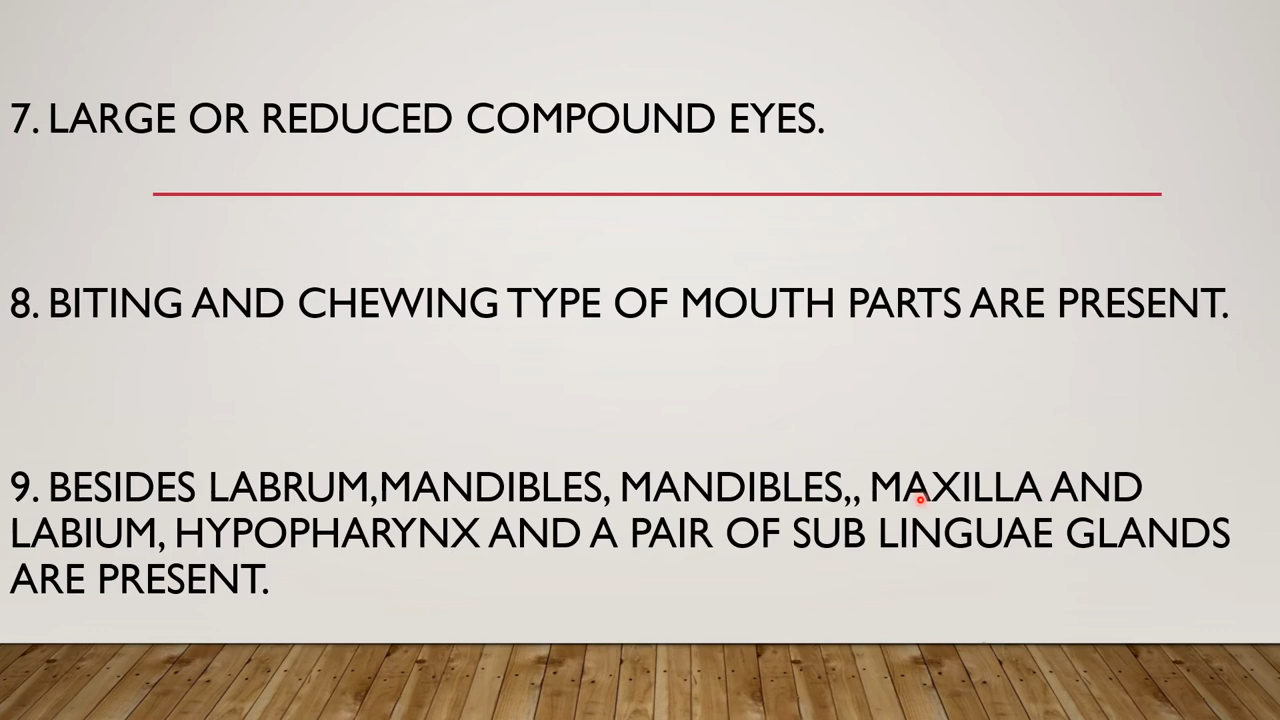 7. LARGE OR REDUCED COMPOUND EYES.
8. BITING AND CHEWING TYPE OF MOUTH PARTS ARE PRESENT.
9. BESIDES LABRUM,MANDIBLES, MANDIBLES,, MAXILLA AND
LABIUM, HYPOPHARYNX AND A PAIR OF SUB LINGUAE GLANDS
ARE PRESENT.